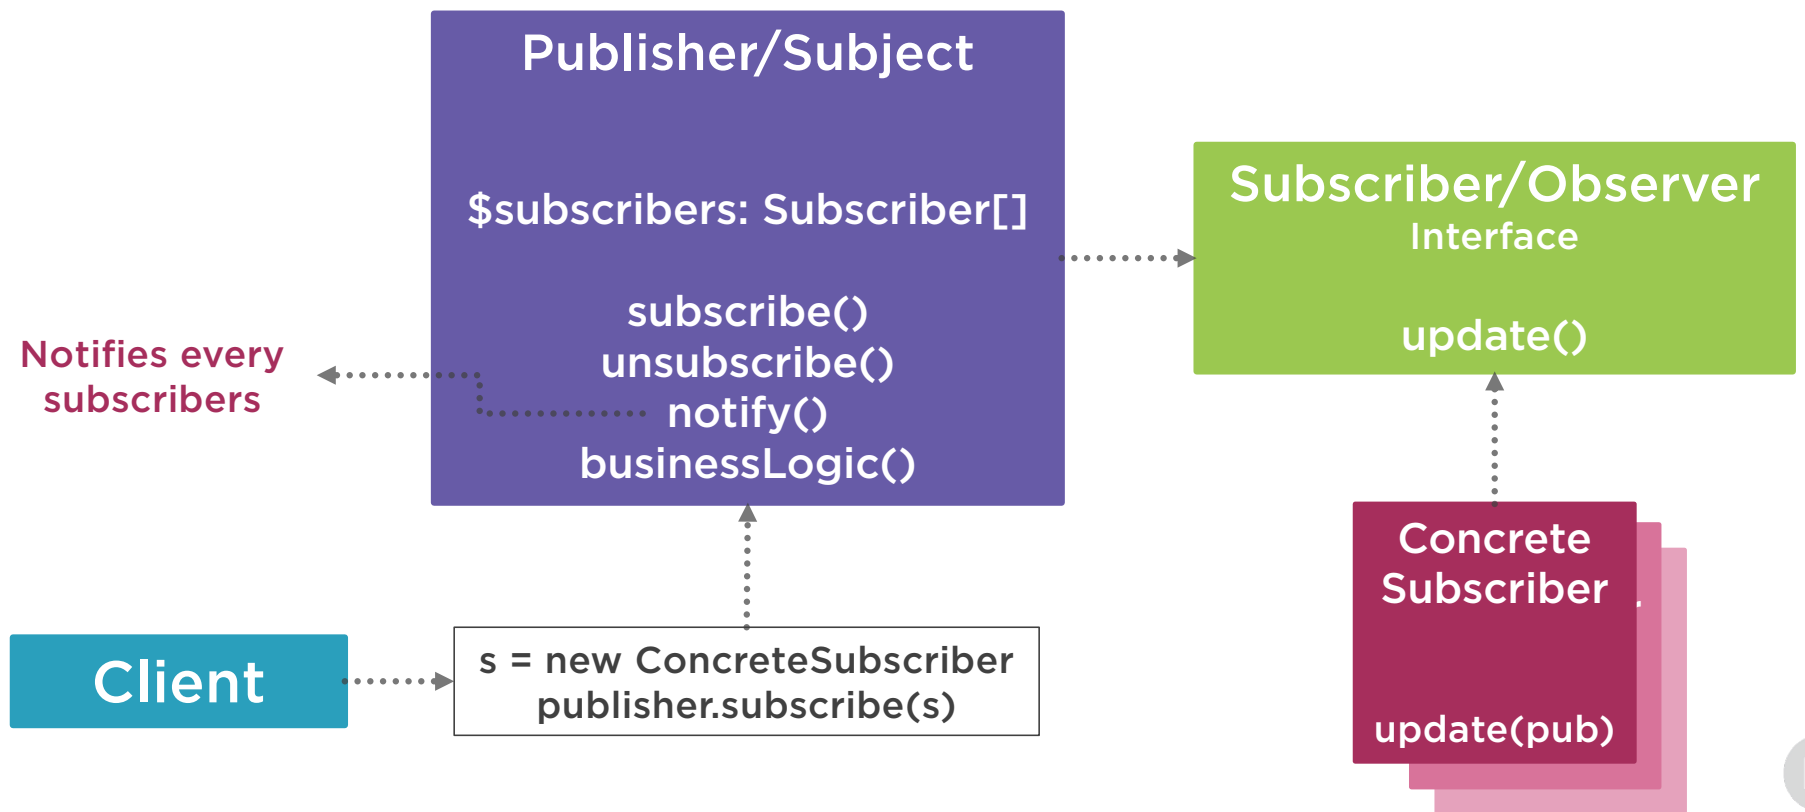 Publisher/Subject
$subscribers: Subscriber[]
subscribe()
unsubscribe()
notify()
businessLogic()
Subscriber/Observer
Interface
update()
Notifies every
subscribers
Client
s = new ConcreteSubscriber
publisher.subscribe(s)
Concrete
Subscriber
update(pub)